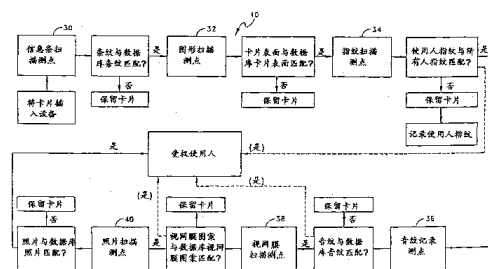 10
30
32
34
信息条扫
描测点
条纹与数据
库条纹匹配?
是
图形扫描
测点
卡片表面与数据
库卡片表面匹配?
是
指纹扫描
测点
使用人指纹与所
有人指纹匹配?
是
将卡片插
入设备
否
保留卡片
否
保留卡片
否
保留卡片
记录使用人指纹
是
受权使用人
(是)
(是)
(是)
保留卡片
否
40
保留卡片
否
38
保留卡片
否
36
照片与数据库
照片匹配?
照片扫描
测点
是
视网膜图案
与数据库视网
膜图案匹配?
视网膜
扫描测点
是
音纹与数据
库音纹匹配?
音纹记录
测点